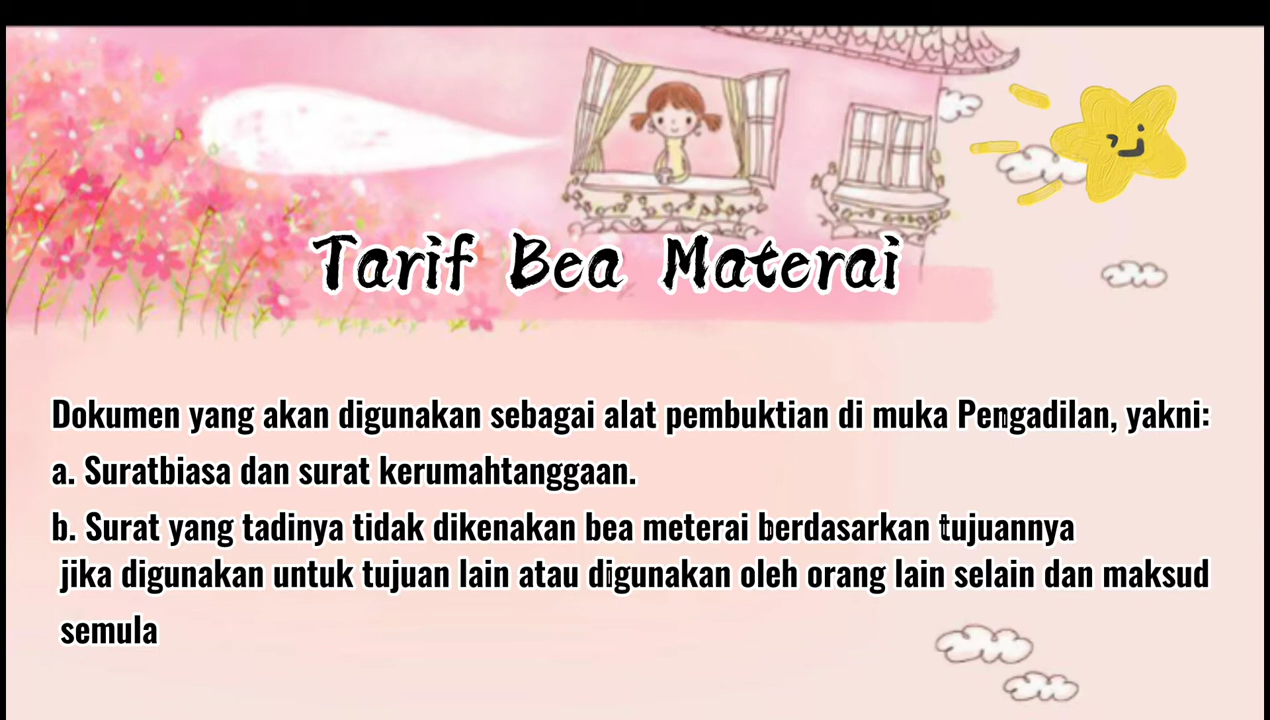 Tarif Bea Materai
Dokumen yang akan digunakan sebagai alat pembuktian di muka Pengadilan, yakni:
a. Suratbiasa dan surat kerumahtanggaan.
b. Surat yang tadinya tidak dikenakan bea meterai berdasarkan tujuannya
jika digunakan untuk tujuan lain atau digunakan oleh orang lain selain dan maksud
semula